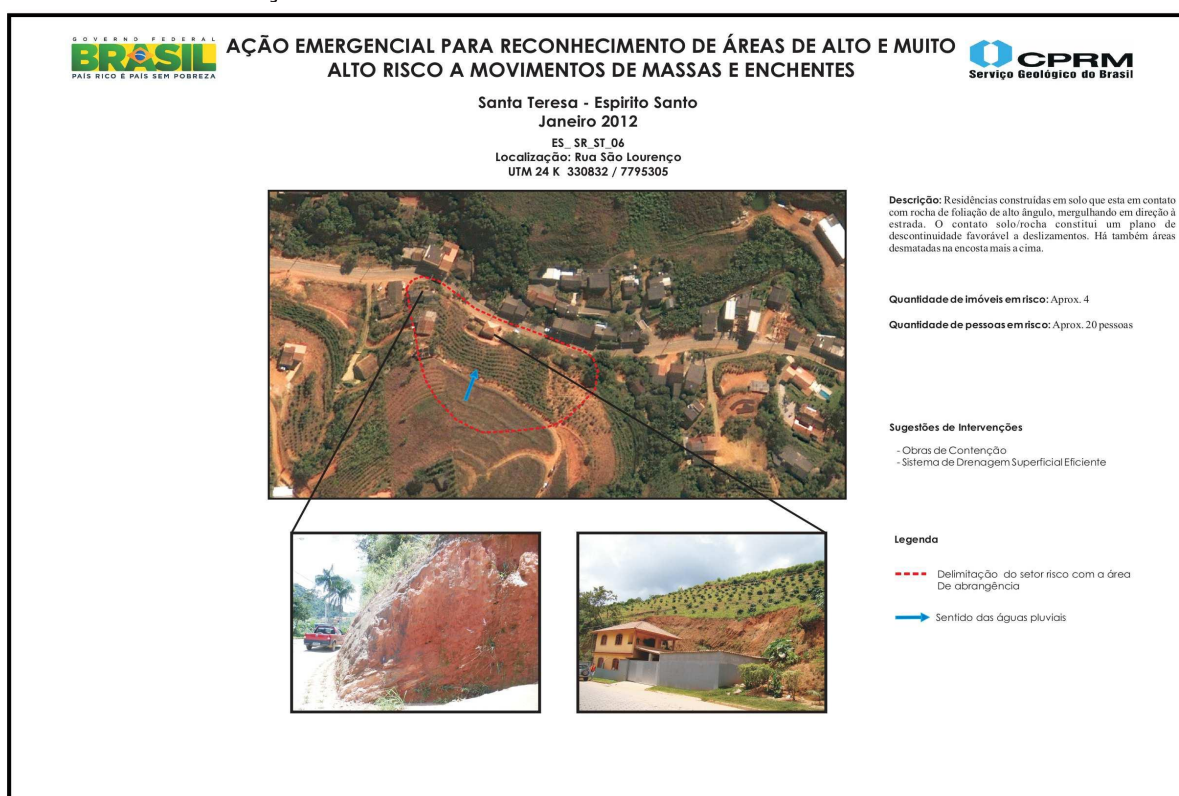 GOVERNO FEDERAL
BRASIL
PAÍS RICO É PAÍS SEM POBREZA
AÇÃO EMERGENCIAL PARA RECONHECIMENTO DE ÁREAS DE ALTO E MUITO
ALTO RISCO A MOVIMENTOS DE MASSAS E ENCHENTES
CPRM
Serviço Geológico do Brasil
Santa Teresa - Espirito Santo
Janeiro 2012
ES_ SR_ST_06
Localização: Rua São Lourenço
UTM 24 K 330832 / 7795305
Descrição: Residências construídas em solo que esta em contato
com rocha de foliação de alto ângulo, mergulhando em direção à
estrada. O contato solo/rocha constitui um plano de
descontinuidade favorável a deslizamentos. Há também áreas
desmatadas na encosta mais a cima.
Quantidade de imóveis em risco: Aprox. 4
Quantidade de pessoas em risco: Aprox. 20 pessoas
Sugestões de Intervenções
- Obras de Contenção
- Sistema de Drenagem Superficial Eficiente
Legenda
Delimitação do setor risco com a área
De abrangência
Sentido das águas pluviais